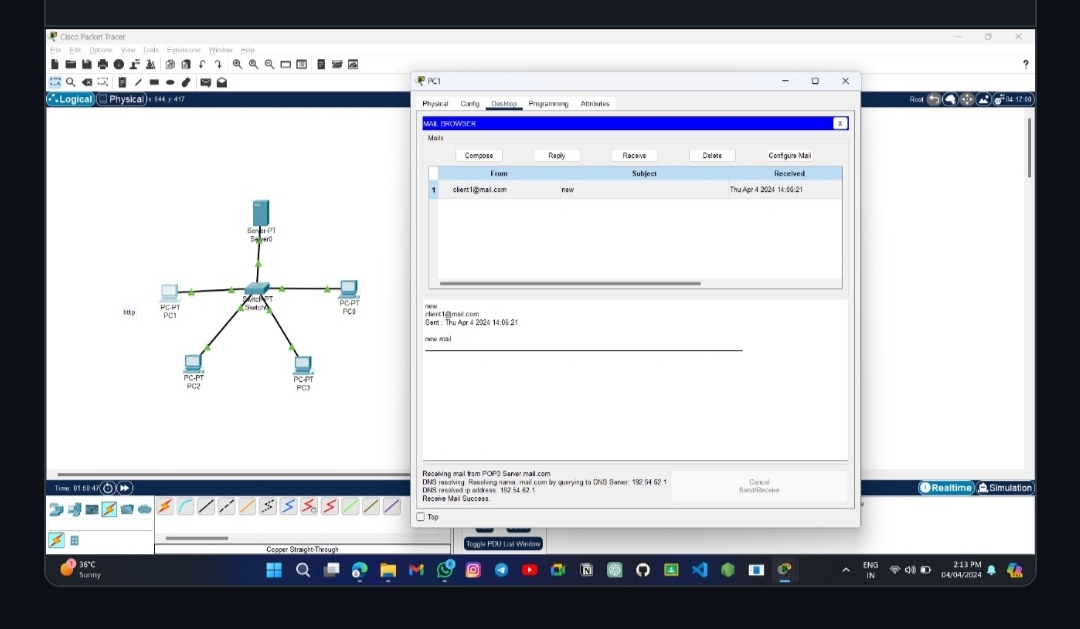 Cisco Packet Tracer
File Edit Options View Tools Extensions Window Help
?
Logical Physical x: 644, y: 417
Root 04:17:00
Server-PT
Server0
PC-PT
PC1
Switch-PT
PC-PT
PC0
http
PC-PT
PC2
PC-PT
PC3
PC1
Physical Config Desktop Programming Attributes
MAIL BROWSER X
Mails
Compose Reply Receive Delete Configure Mail
From Subject Received
1 client1@mail.com new Thu Apr 4 2024 14:06:21
new
client1@mail.com
Sent : Thu Apr 4 2024 14:06:21
new mail
Receiving mail from POP3 Server mail.com
DNS resolving. Resolving name: mail.com by querying to DNS Server: 192.54.62.1
DNS resolved ip address: 192.54.62.1
Receive Mail Success.
Cancel
Send/Receive
Top
Time: 01:50:47
Realtime Simulation
Copper Straight-Through
Toggle PDU List Window
36°C
Sunny
ENG
IN
2:13 PM
04/04/2024